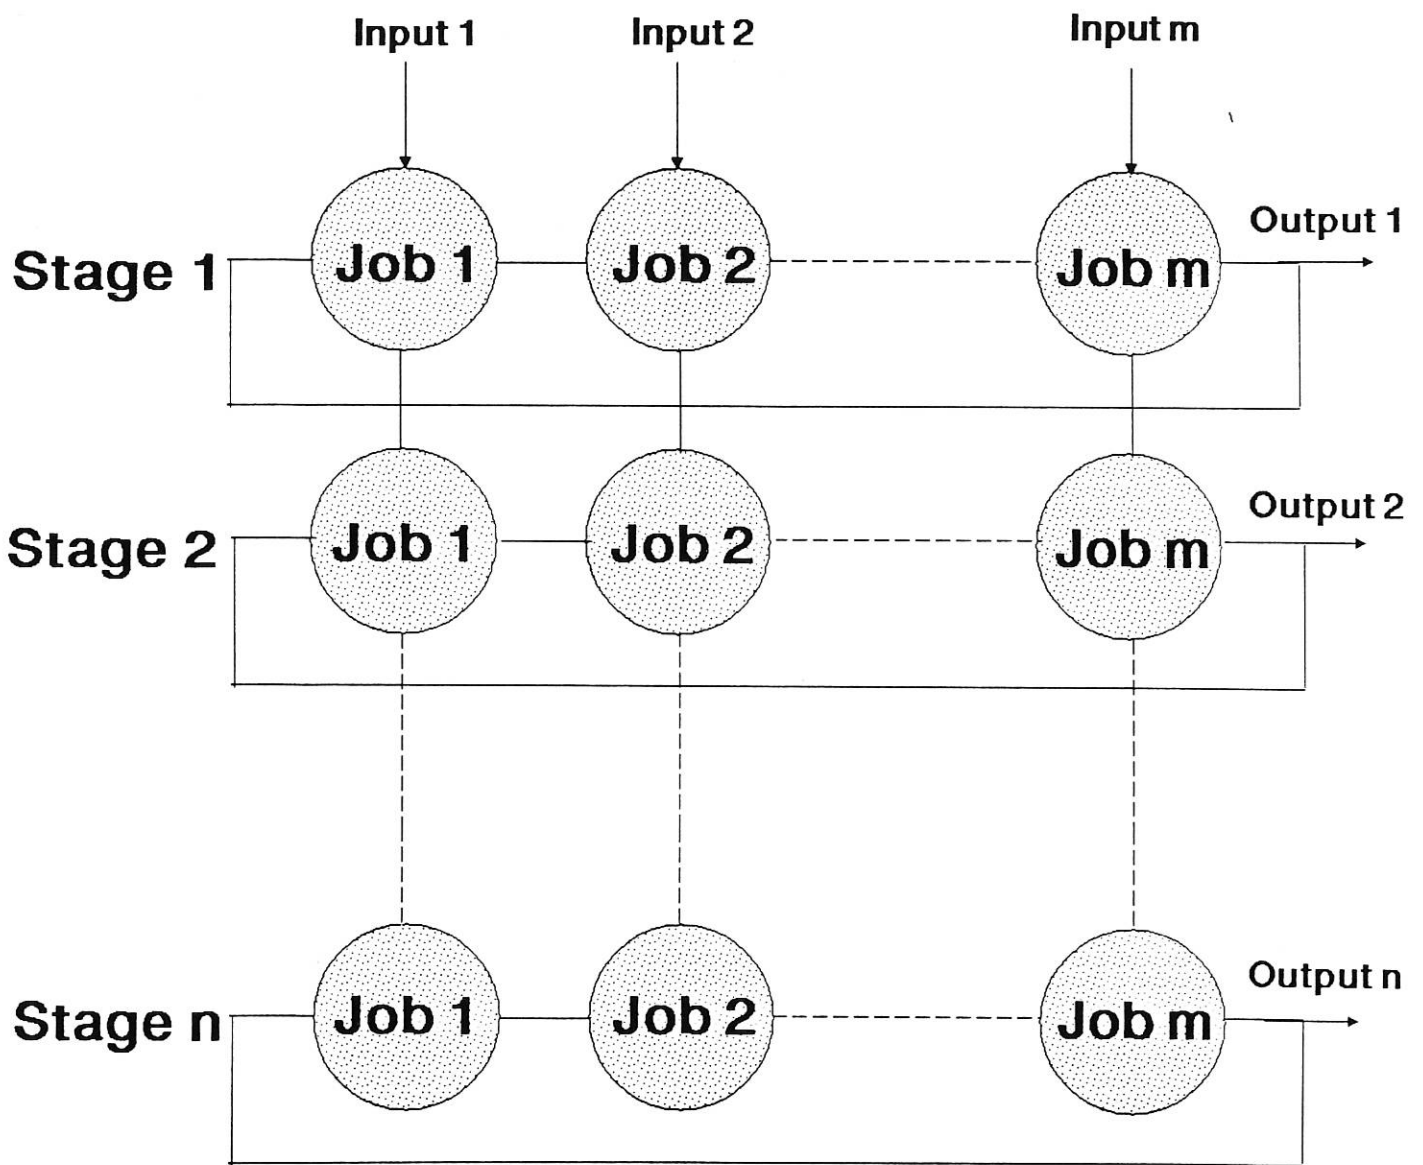 Input 1
Input 2
Input m
Stage 1
Job 1
Job 2
Job m
Output 1
Stage 2
Job 1
Job 2
Job m
Output 2
Stage n
Job 1
Job 2
Job m
Output n